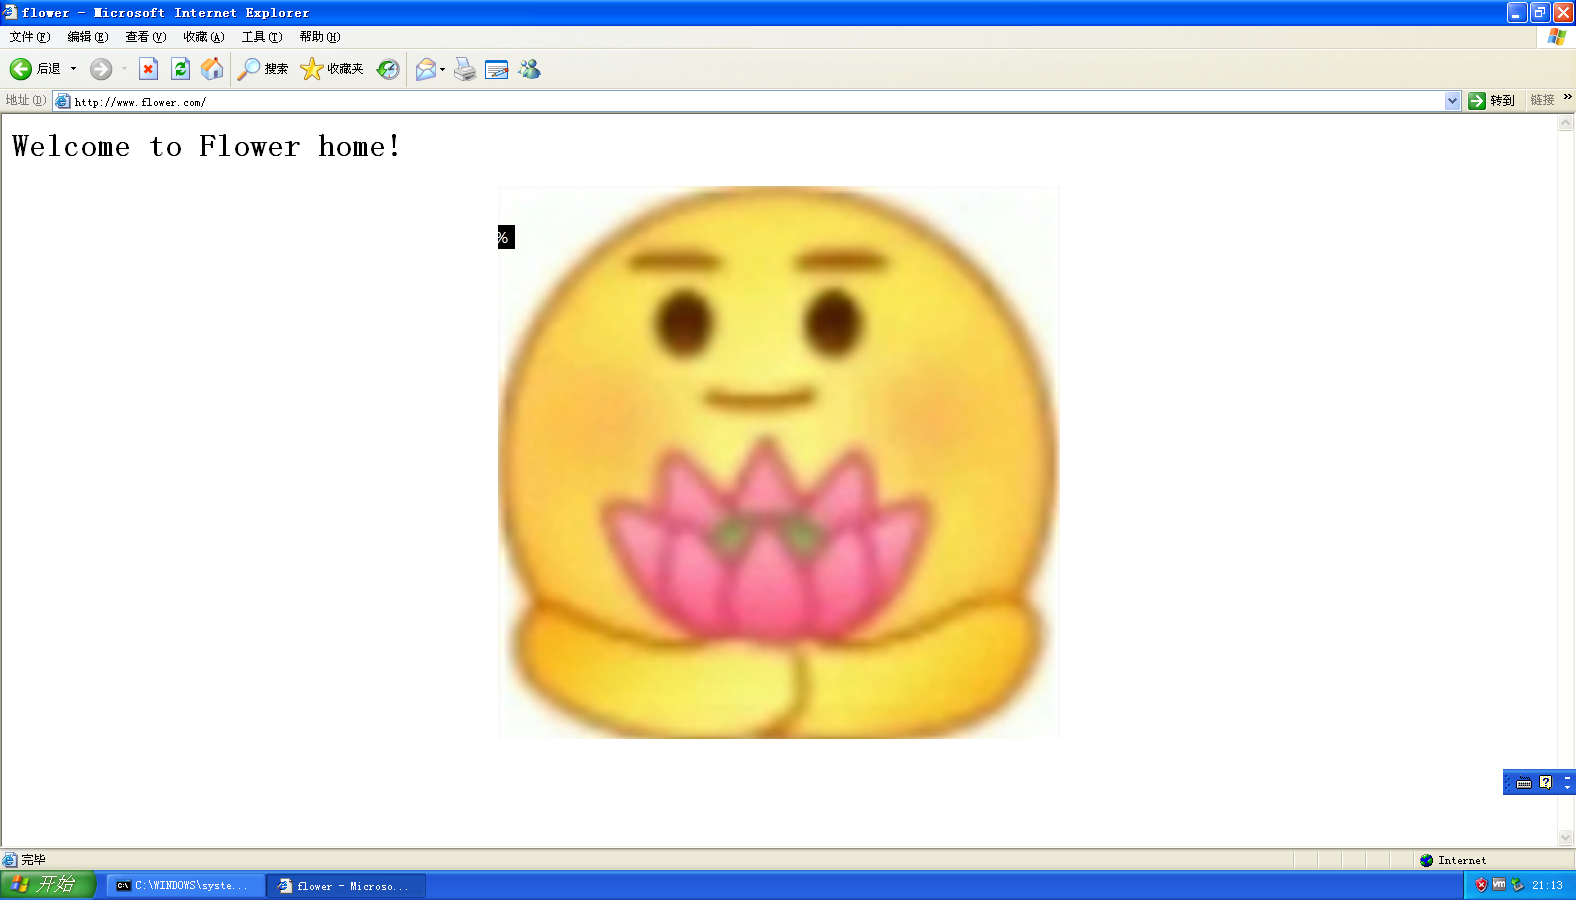 flower - Microsoft Internet Explorer
文件(F) 编辑(E) 查看(V) 收藏(A) 工具(T) 帮助(H)
后退 搜索 收藏夹
地址(D) http://www.flower.com/ 转到 链接 »
Welcome to Flower home!
%
完毕 Internet
开始 C:\WINDOWS\syste... flower - Microso... 21:13